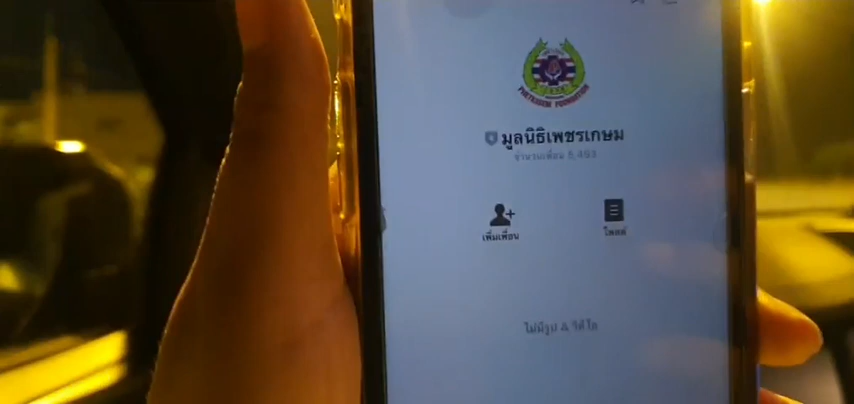 PHETKASEM FOUNDATION
มูลนิธิเพชรเกษม
จำนวนเพื่อน 5,493
เพิ่มเพื่อน
โพสต์
ไม่มีรูป & วิดีโอ